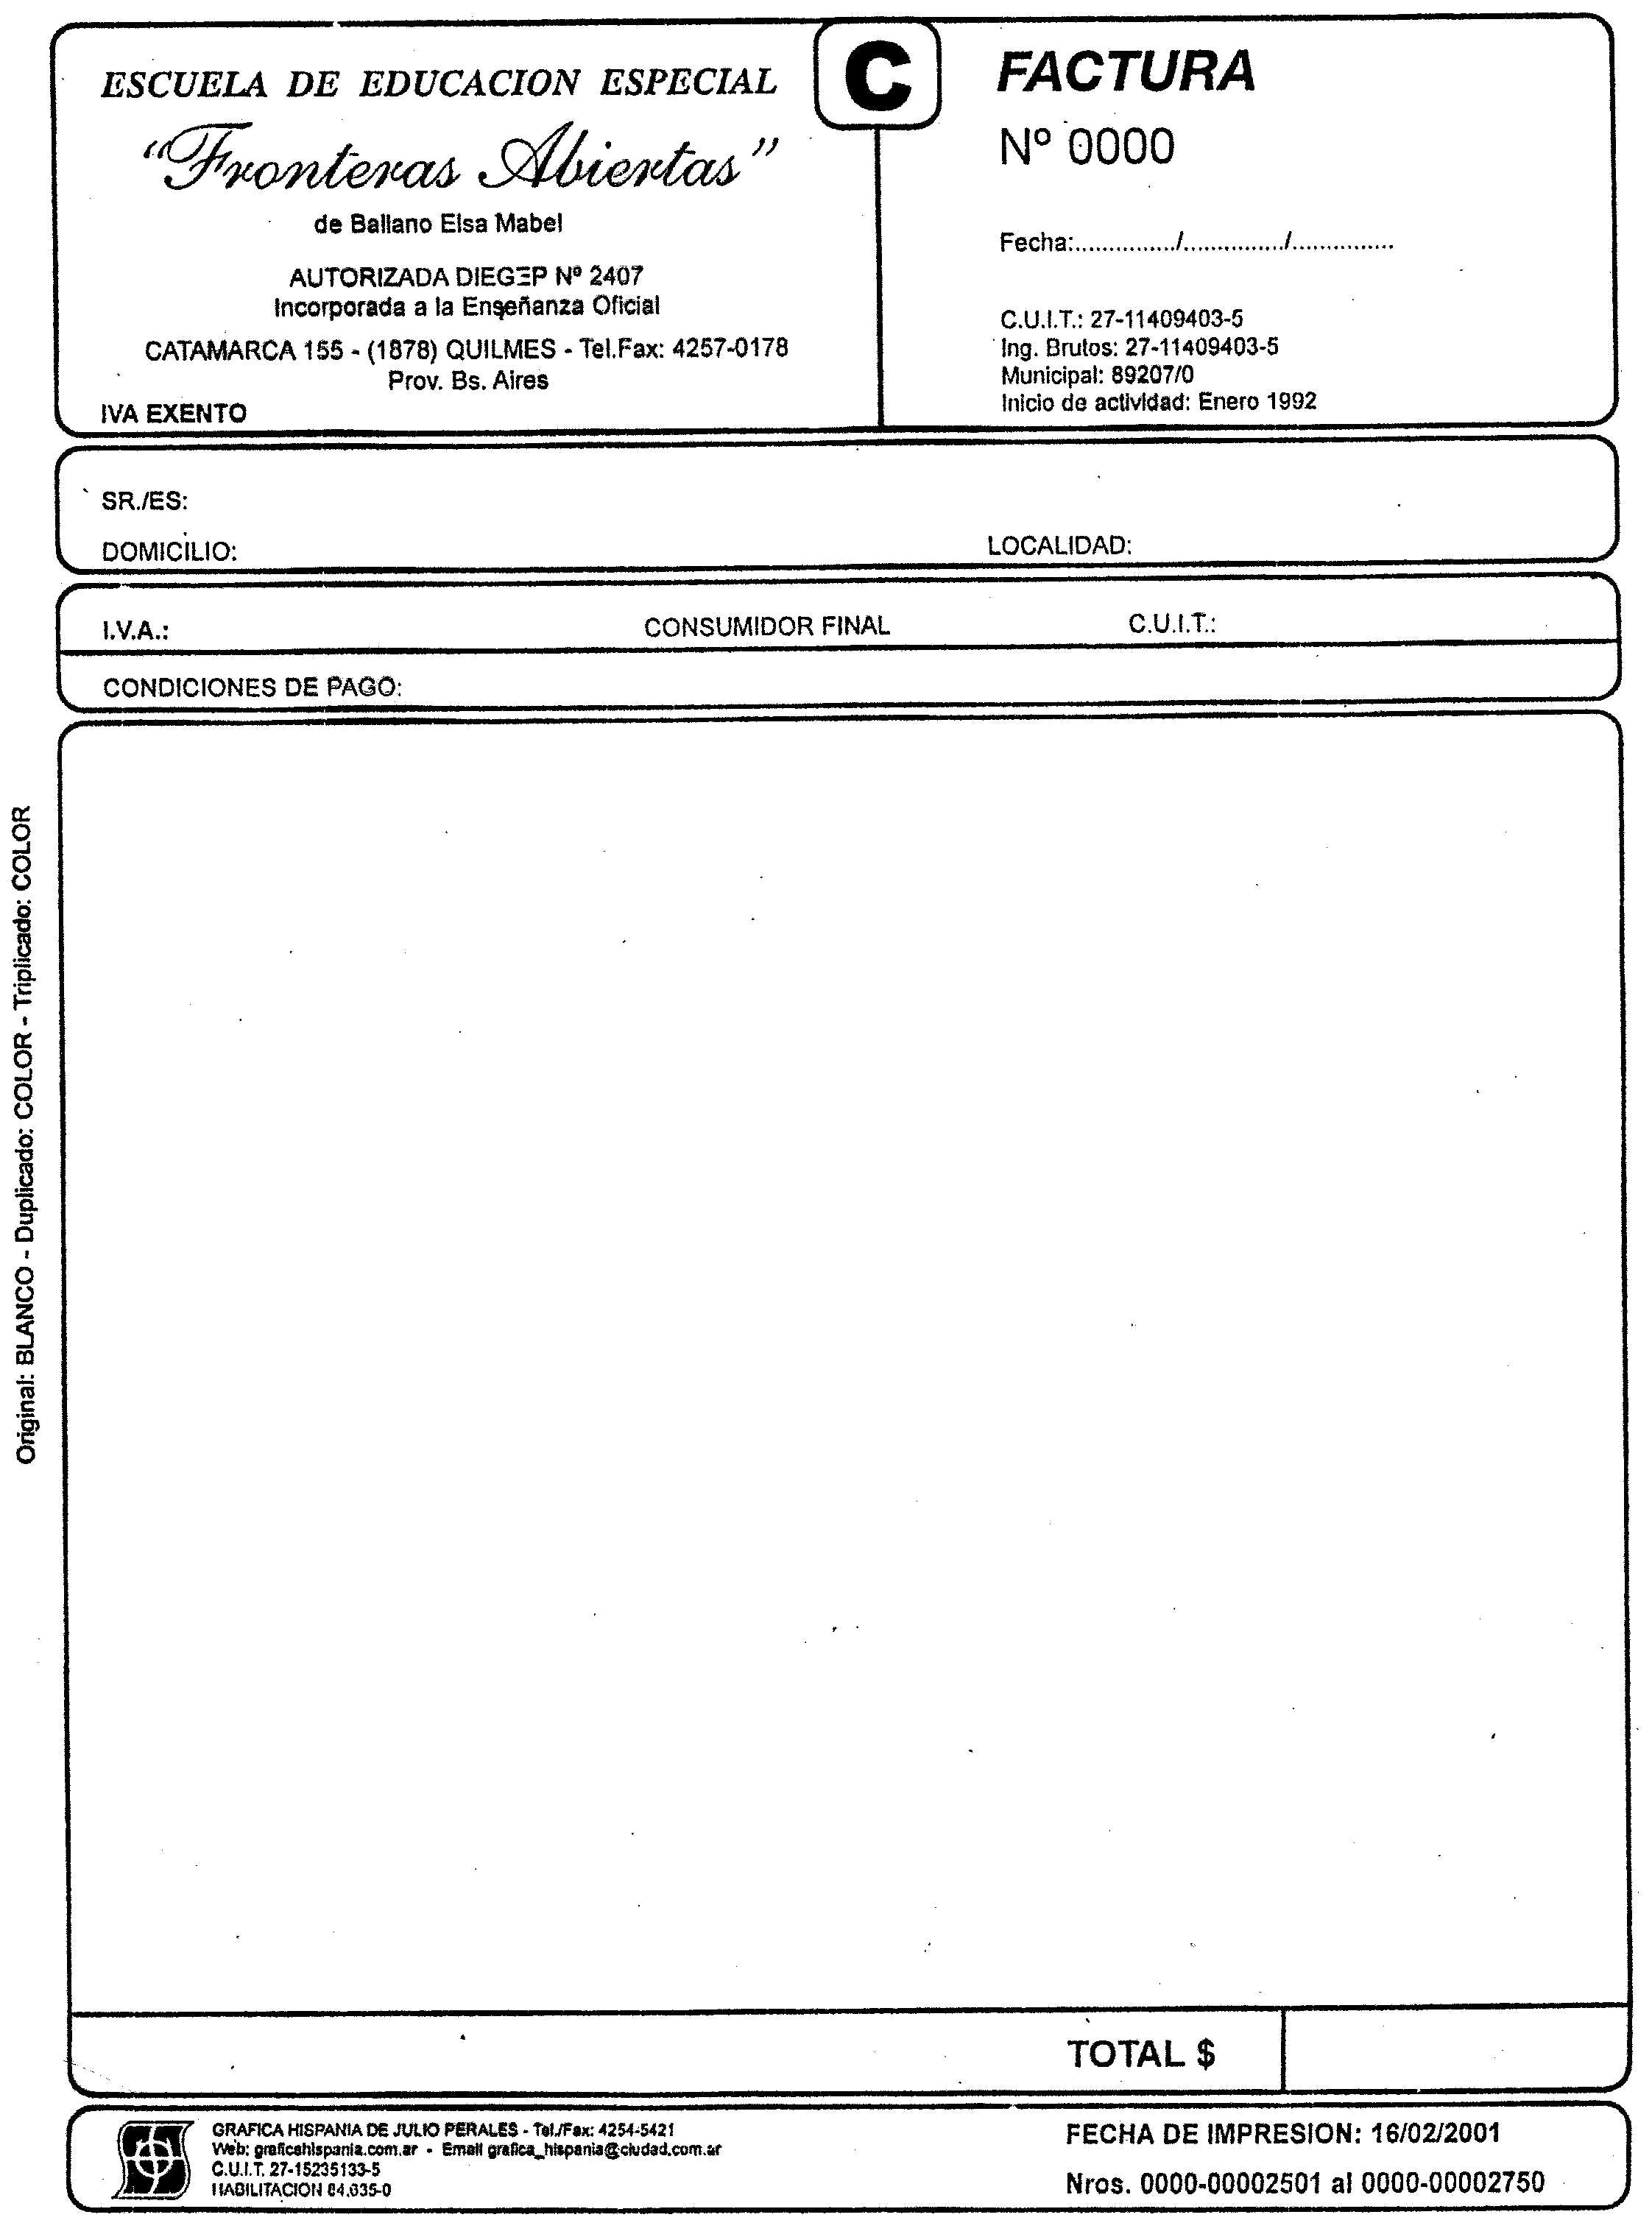 ESCUELA DE EDUCACION ESPECIAL
“Fronteras Abiertas”
de Ballano Elsa Mabel
AUTORIZADA DIEGEP Nº 2407
Incorporada a la Enseñanza Oficial
CATAMARCA 155 - (1878) QUILMES - Tel.Fax: 4257-0178
Prov. Bs. Aires
IVA EXENTO
C
FACTURA
Nº 0000
Fecha:.............../.............../...............
C.U.I.T.: 27-11409403-5
Ing. Brutos: 27-11409403-5
Municipal: 89207/0
Inicio de actividad: Enero 1992
SR./ES:
DOMICILIO: LOCALIDAD:
I.V.A.: CONSUMIDOR FINAL C.U.I.T.:
CONDICIONES DE PAGO:
Original: BLANCO - Duplicado: COLOR - Triplicado: COLOR
TOTAL $
GRAFICA HISPANIA DE JULIO PERALES - Tel./Fax: 4254-5421
Web: graficahispania.com.ar - Email grafica_hispania@ciudad.com.ar
C.U.I.T. 27-15235133-5
HABILITACION 84.635-0
FECHA DE IMPRESION: 16/02/2001
Nros. 0000-00002501 al 0000-00002750